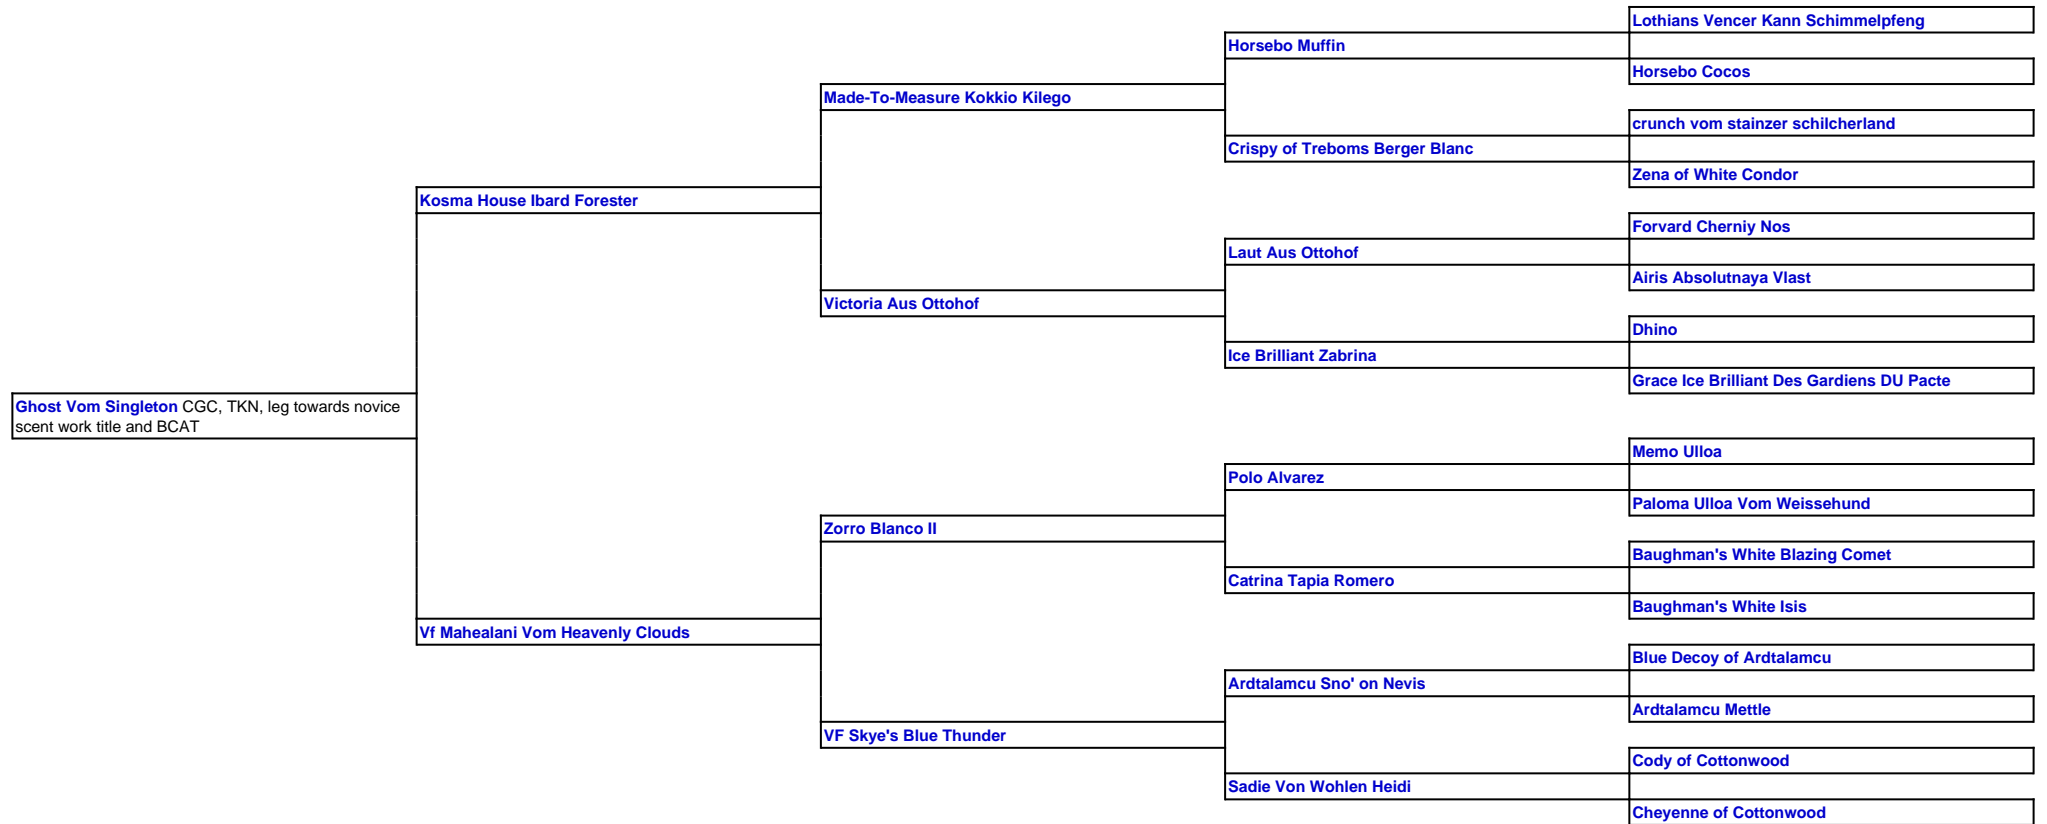 Lothians Vencer Kann Schimmelpfeng
Horsebo Muffin
Horsebo Cocos
Made-To-Measure Kokkio Kilego
crunch vom stainzer schilcherland
Crispy of Treboms Berger Blanc
Zena of White Condor
Kosma House Ibard Forester
Forvard Cherniy Nos
Laut Aus Ottohof
Airis Absolutnaya Vlast
Victoria Aus Ottohof
Dhino
Ice Brilliant Zabrina
Grace Ice Brilliant Des Gardiens DU Pacte
Ghost Vom Singleton CGC, TKN, leg towards novice
scent work title and BCAT
Memo Ulloa
Polo Alvarez
Paloma Ulloa Vom Weissehund
Zorro Blanco II
Baughman's White Blazing Comet
Catrina Tapia Romero
Baughman's White Isis
Vf Mahealani Vom Heavenly Clouds
Blue Decoy of Ardtalamcu
Ardtalamcu Sno' on Nevis
Ardtalamcu Mettle
VF Skye's Blue Thunder
Cody of Cottonwood
Sadie Von Wohlen Heidi
Cheyenne of Cottonwood